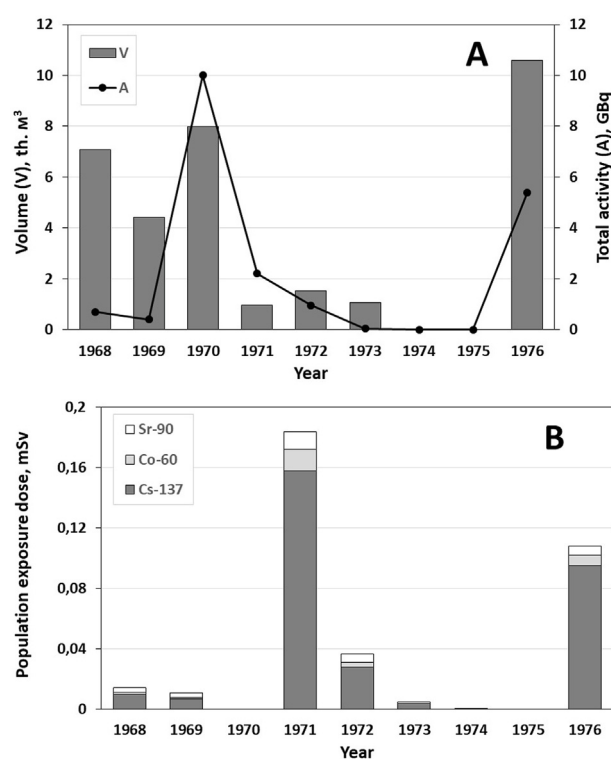 12
10
8
6
4
2
0
Volume (V), th. м³
V
A
A
12
10
8
6
4
2
0
Total activity (A), GBq
1968 1969 1970 1971 1972 1973 1974 1975 1976
Year
0,2
0,16
0,12
0,08
0,04
0
Population exposure dose, mSv
Sr-90
Co-60
Cs-137
B
1968 1969 1970 1971 1972 1973 1974 1975 1976
Year